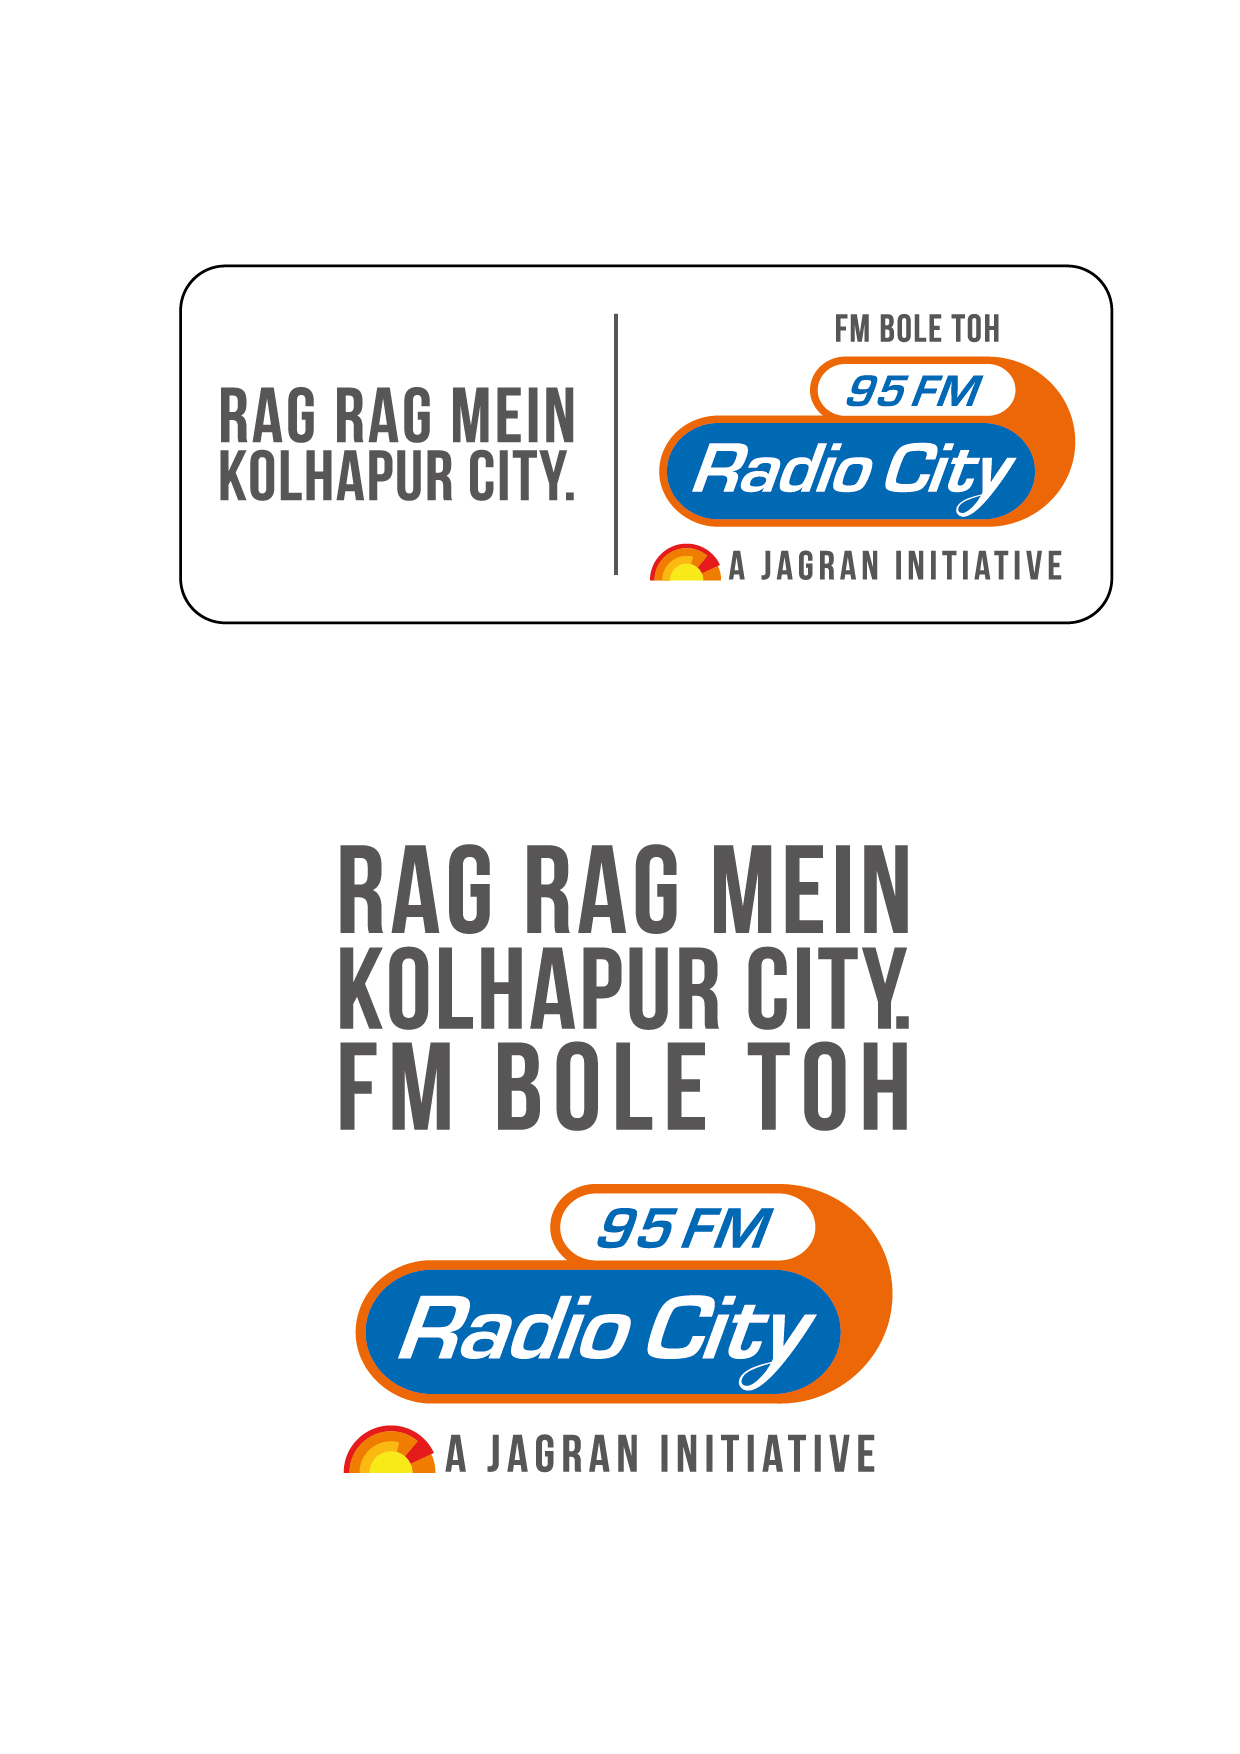 RAG RAG MEIN
KOLHAPUR CITY.
FM BOLE TOH
95 FM
Radio City
A JAGRAN INITIATIVE
RAG RAG MEIN
KOLHAPUR CITY.
FM BOLE TOH
95 FM
Radio City
A JAGRAN INITIATIVE